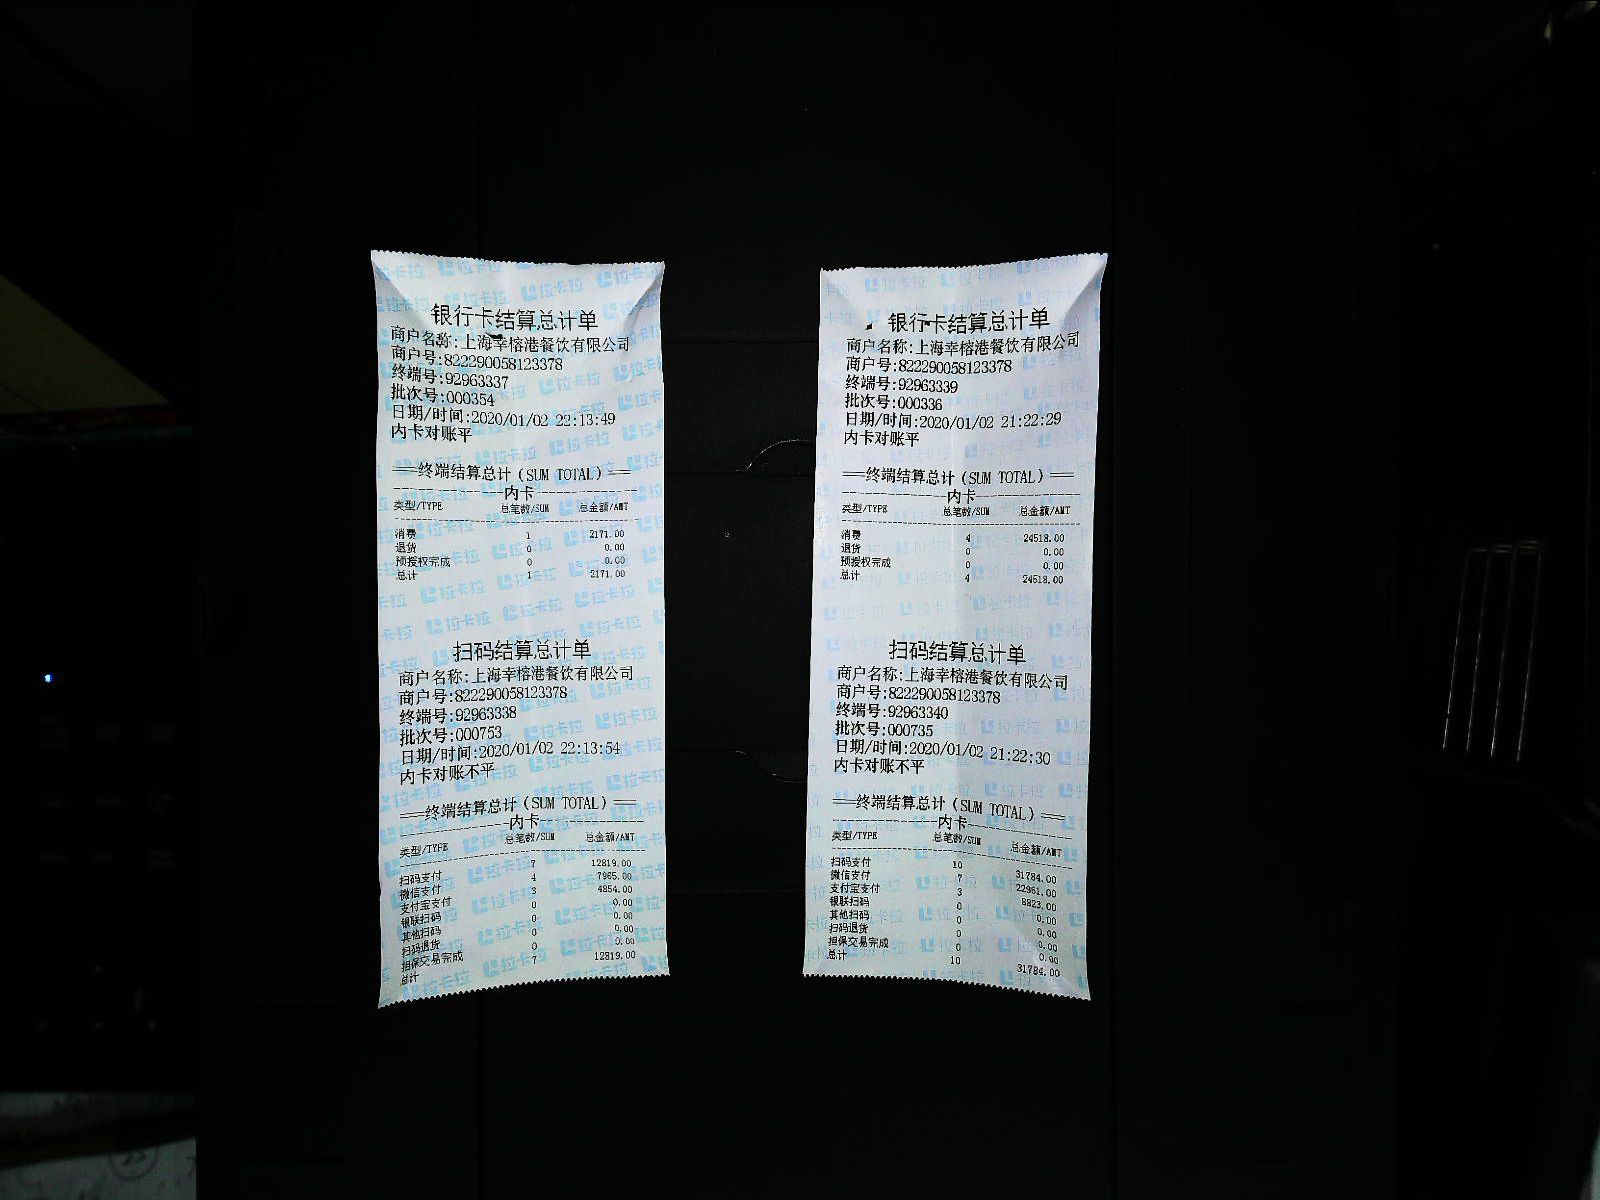 银行卡结算总计单
商户名称:上海幸榕港餐饮有限公司
商户号:822290058123378
终端号:92963337
批次号:000354
日期/时间:2020/01/02 22:13:49
内卡对账平
==终端结算总计(SUM TOTAL)==
内卡
类型/TYPE 总笔数/SUM 总金额/AMT
消费 1 2171.00
退货 0 0.00
预授权完成 0 0.00
总计 1 2171.00
扫码结算总计单
商户名称:上海幸榕港餐饮有限公司
商户号:822290058123378
终端号:92963338
批次号:000753
日期/时间:2020/01/02 22:13:54
内卡对账不平
==终端结算总计(SUM TOTAL)==
内卡
类型/TYPE 总笔数/SUM 总金额/AMT
扫码支付 7 12819.00
微信支付 4 7965.00
支付宝支付 3 4854.00
银联扫码 0 0.00
其他扫码 0 0.00
扫码退货 0 0.00
担保交易完成 0 0.00
总计 7 12819.00
银行卡结算总计单
商户名称:上海幸榕港餐饮有限公司
商户号:822290058123378
终端号:92963339
批次号:000336
日期/时间:2020/01/02 21:22:29
内卡对账平
==终端结算总计(SUM TOTAL)==
内卡
类型/TYPE 总笔数/SUM 总金额/AMT
消费 4 24518.00
退货 0 0.00
预授权完成 0 0.00
总计 4 24518.00
扫码结算总计单
商户名称:上海幸榕港餐饮有限公司
商户号:822290058123378
终端号:92963340
批次号:000735
日期/时间:2020/01/02 21:22:30
内卡对账不平
==终端结算总计(SUM TOTAL)==
内卡
类型/TYPE 总笔数/SUM 总金额/AMT
扫码支付 10 31784.00
微信支付 7 22961.00
支付宝支付 3 8823.00
银联扫码 0 0.00
其他扫码 0 0.00
扫码退货 0 0.00
担保交易完成 0 0.00
总计 10 31784.00